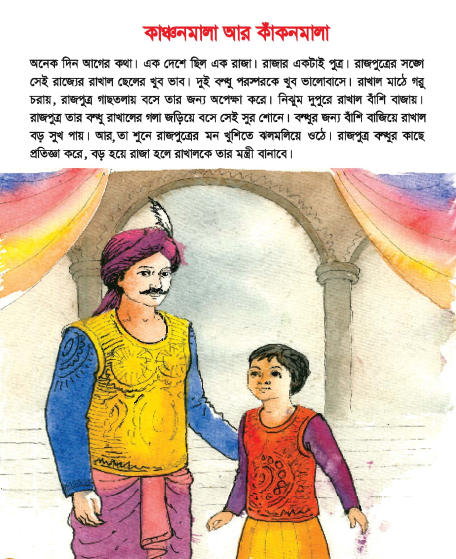 কাঞ্চনমালা আর কাঁকনমালা
অনেক দিন আগের কথা। এক দেশে ছিল এক রাজা। রাজার একটাই পুত্র। রাজপুত্রের সঙ্গে
সেই রাজ্যের রাখাল ছেলের খুব ভাব। দুই বন্ধু পরস্পরকে খুব ভালোবাসে। রাখাল মাঠে গরু
চরায়, রাজপুত্র গাছতলায় বসে তার জন্য অপেক্ষা করে। নিঝুম দুপুরে রাখাল বাঁশি বাজায়।
রাজপুত্র তার বন্ধু রাখালের গলা জড়িয়ে বসে সেই সুর শোনে। বন্ধুর জন্য বাঁশি বাজিয়ে রাখাল
বড় সুখ পায়। আর, তা শুনে রাজপুত্রের মন খুশিতে ঝলমলিয়ে ওঠে। রাজপুত্র বন্ধুর কাছে
প্রতিজ্ঞা করে, বড় হয়ে রাজা হলে রাখালকে তার মন্ত্রী বানাবে।